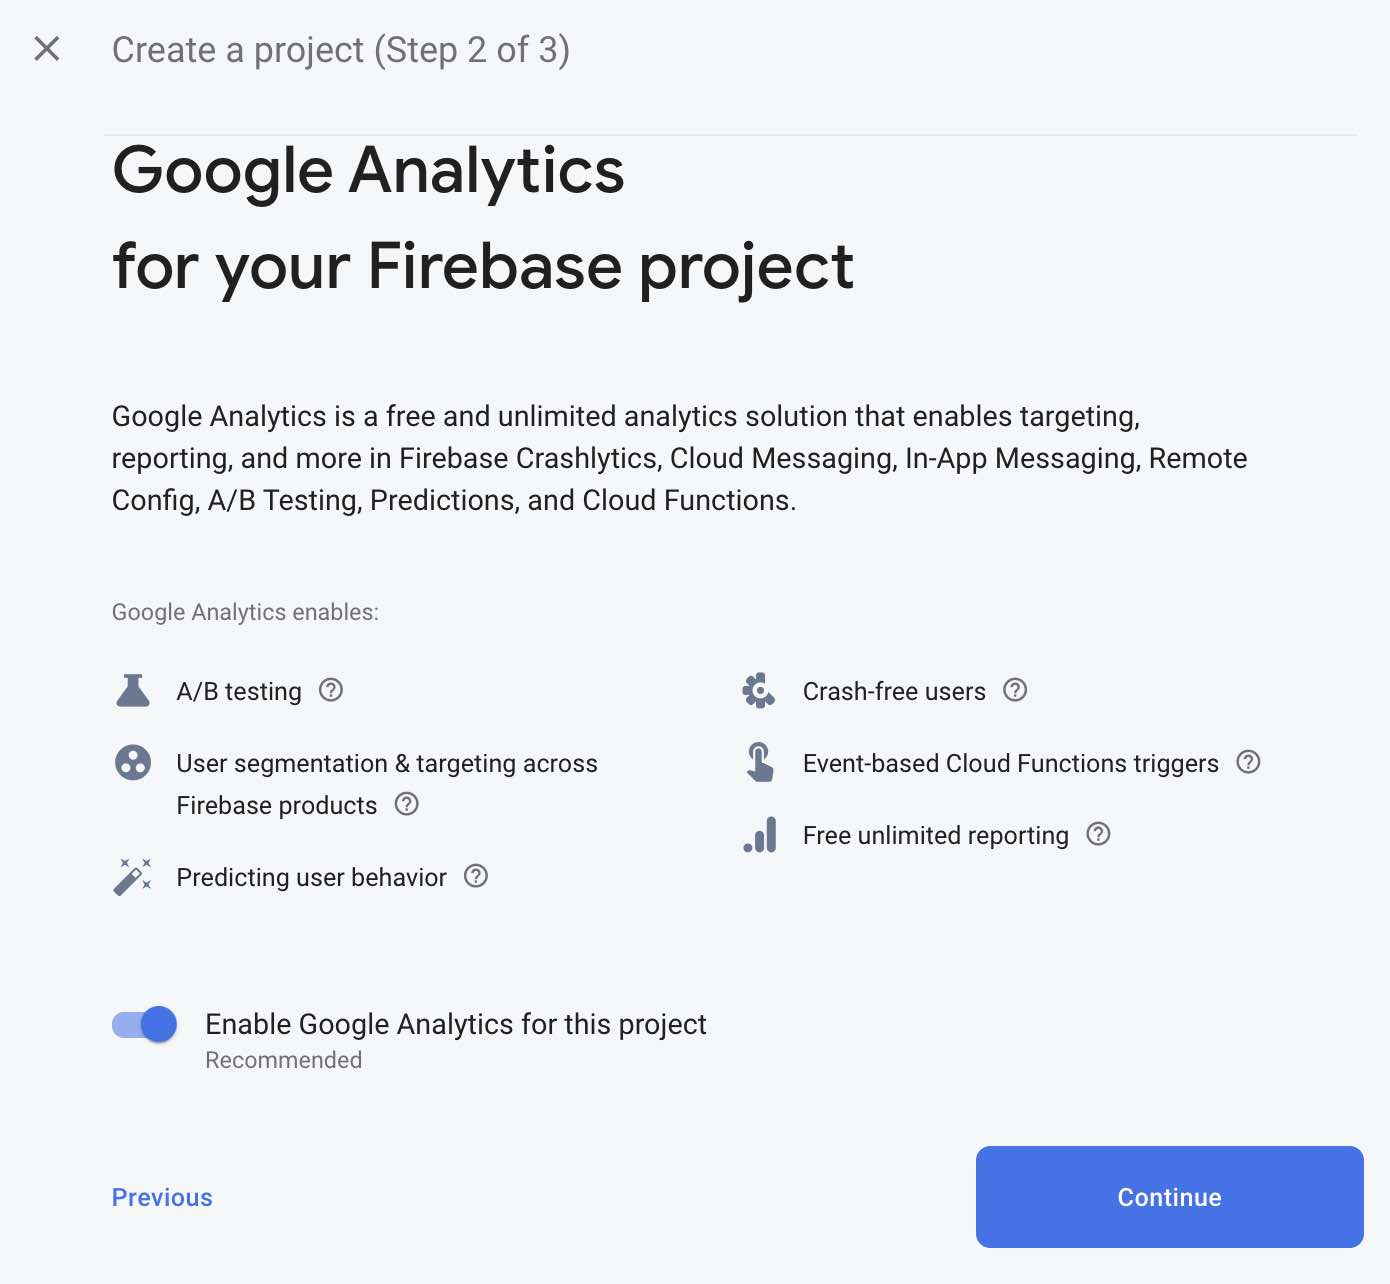 Create a project (Step 2 of 3)
Google Analytics
for your Firebase project
Google Analytics is a free and unlimited analytics solution that enables targeting,
reporting, and more in Firebase Crashlytics, Cloud Messaging, In-App Messaging, Remote
Config, A/B Testing, Predictions, and Cloud Functions.
Google Analytics enables:
A/B testing
User segmentation & targeting across
Firebase products
Predicting user behavior
Crash-free users
Event-based Cloud Functions triggers
Free unlimited reporting
Enable Google Analytics for this project
Recommended
Previous
Continue